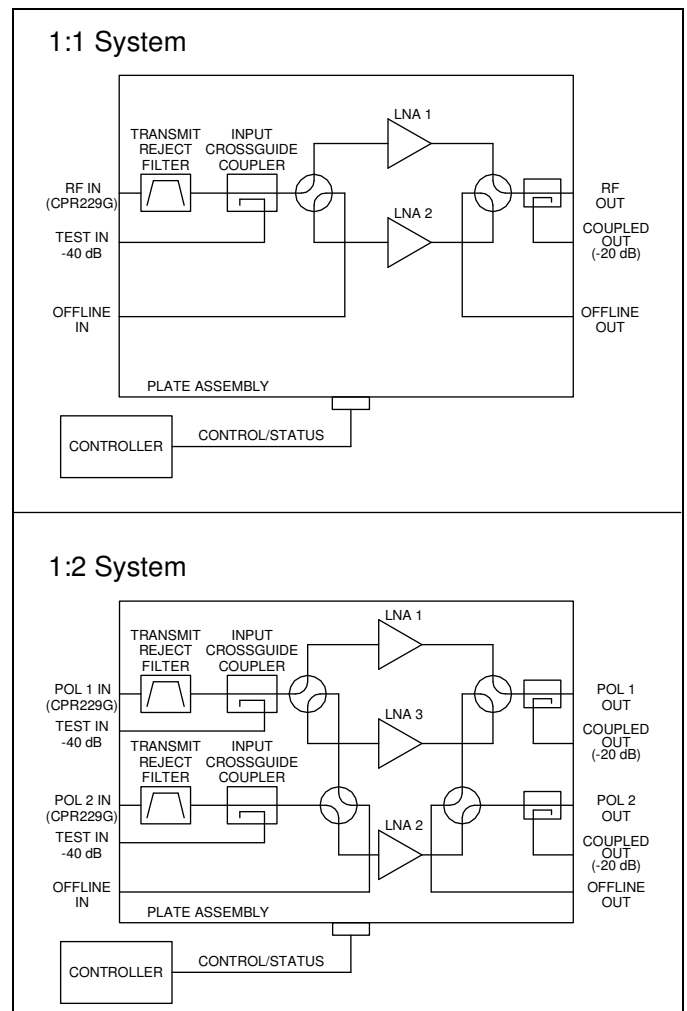 1:1 System
LNA 1
TRANSMIT
REJECT
FILTER
INPUT
CROSSGUIDE
COUPLER
RF IN
(CPR229G)
RF
OUT
LNA 2
TEST IN
-40 dB
COUPLED
OUT
(-20 dB)
OFFLINE
IN
OFFLINE
OUT
PLATE ASSEMBLY
CONTROLLER
CONTROL/STATUS
1:2 System
LNA 1
TRANSMIT
REJECT
FILTER
INPUT
CROSSGUIDE
COUPLER
POL 1 IN
(CPR229G)
POL 1
OUT
TEST IN
-40 dB
LNA 3
COUPLED
OUT
(-20 dB)
TRANSMIT
REJECT
FILTER
INPUT
CROSSGUIDE
COUPLER
POL 2 IN
(CPR229G)
POL 2
OUT
LNA 2
TEST IN
-40 dB
COUPLED
OUT
(-20 dB)
OFFLINE
IN
OFFLINE
OUT
PLATE ASSEMBLY
CONTROLLER
CONTROL/STATUS